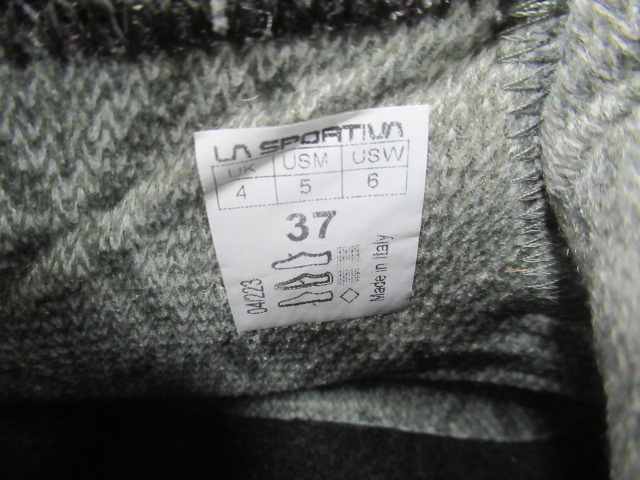 LA SPORTIVA
UK USM USW
4 5 6
37
04/223
Made in Italy